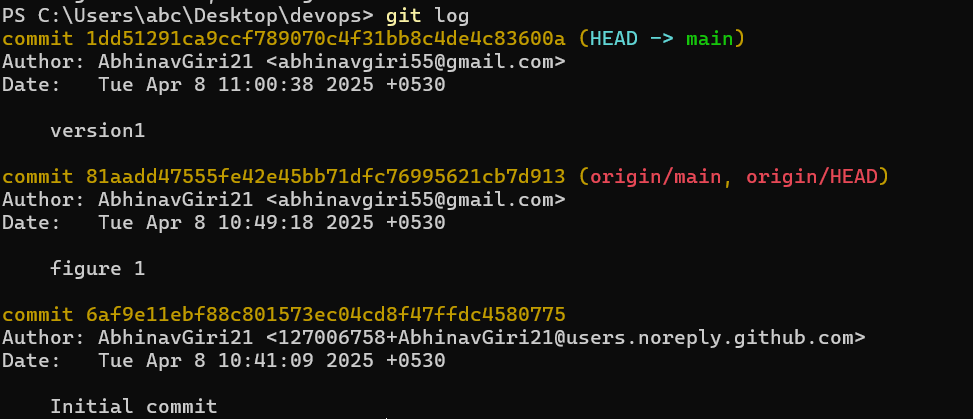 PS C:\Users\abc\Desktop\devops> git log
commit 1dd51291ca9ccf789070c4f31bb8c4de4c83600a (HEAD -> main)
Author: AbhinavGiri21 <abhinavgiri55@gmail.com>
Date:   Tue Apr 8 11:00:38 2025 +0530
    version1
commit 81aadd47555fe42e45bb71dfc76995621cb7d913 (origin/main, origin/HEAD)
Author: AbhinavGiri21 <abhinavgiri55@gmail.com>
Date:   Tue Apr 8 10:49:18 2025 +0530
    figure 1
commit 6af9e11ebf88c801573ec04cd8f47ffdc4580775
Author: AbhinavGiri21 <127006758+AbhinavGiri21@users.noreply.github.com>
Date:   Tue Apr 8 10:41:09 2025 +0530
    Initial commit